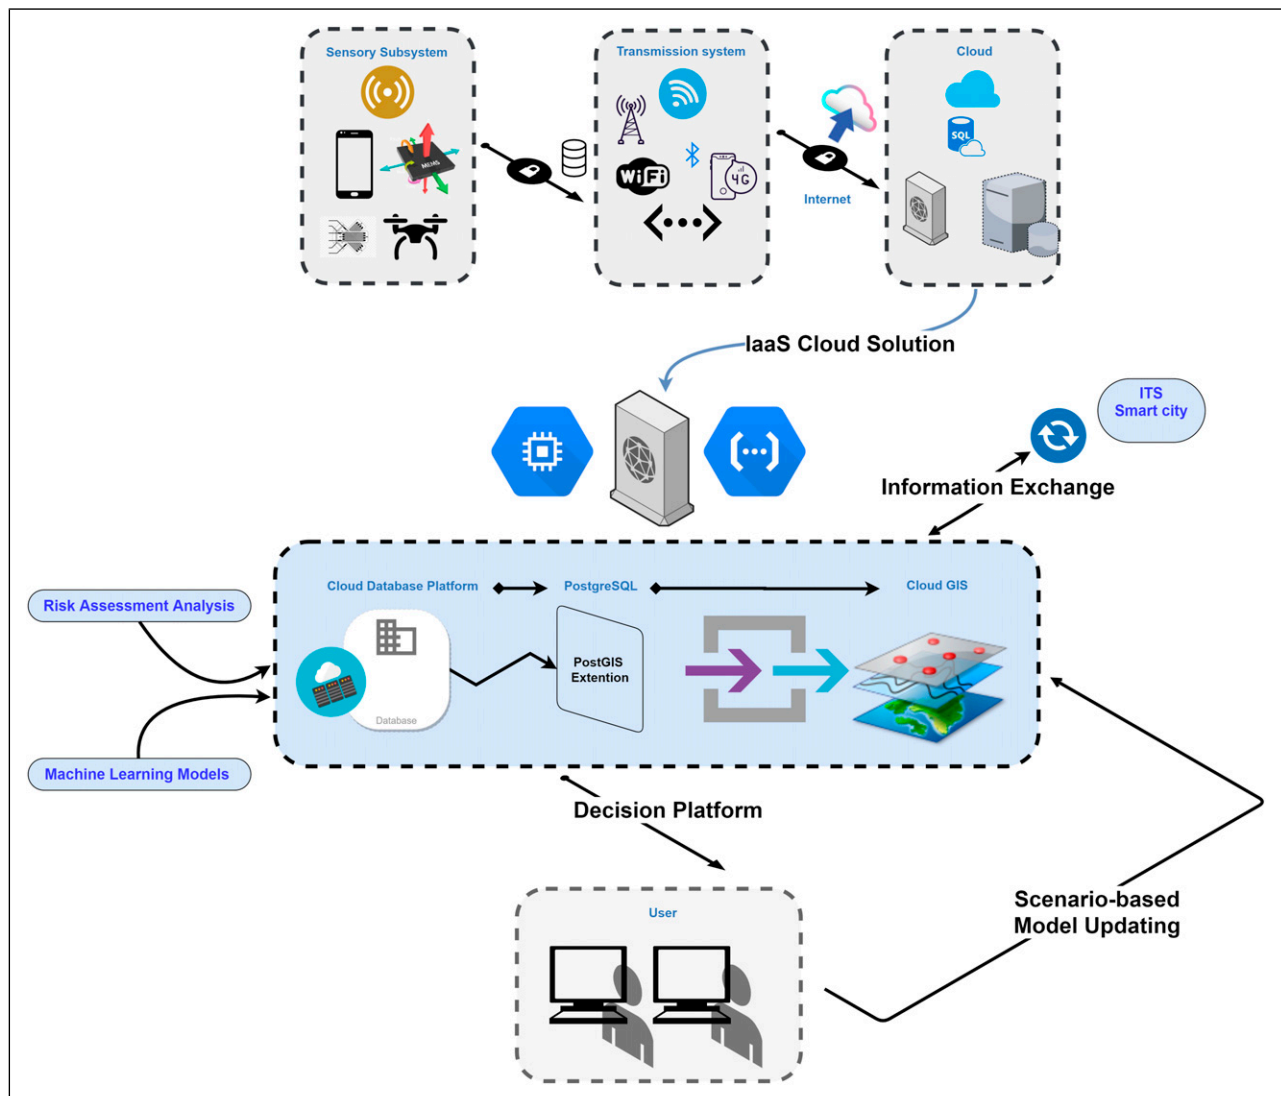 Sensory Subsystem
Transmission system
Cloud
MEMS
WiFi
4G
SQL
Internet
IaaS Cloud Solution
ITS
Smart city
Information Exchange
Cloud Database Platform
PostgreSQL
Cloud GIS
Risk Assessment Analysis
PostGIS
Extention
Database
Machine Learning Models
Decision Platform
Scenario-based
Model Updating
User